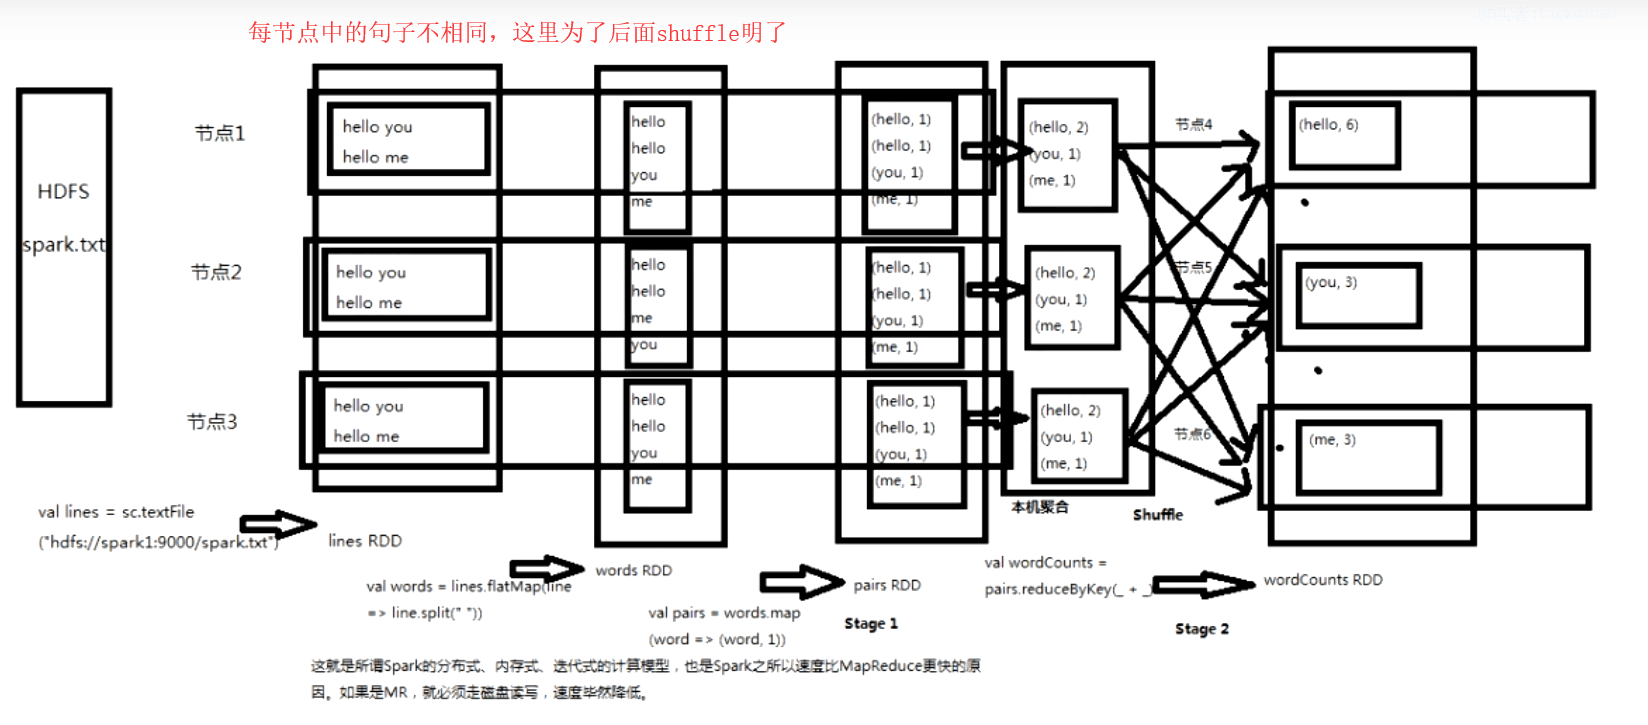 每节点中的句子不相同，这里为了后面shuffle明了
HDFS
spark.txt
节点1
hello you
hello me
hello
hello
you
me
(hello, 1)
(hello, 1)
(you, 1)
(me, 1)
(hello, 2)
(you, 1)
(me, 1)
节点4
(hello, 6)
节点2
hello you
hello me
hello
hello
me
you
(hello, 1)
(hello, 1)
(you, 1)
(me, 1)
(hello, 2)
(you, 1)
(me, 1)
节点5
(you, 3)
节点3
hello you
hello me
hello
hello
you
me
(hello, 1)
(hello, 1)
(you, 1)
(me, 1)
(hello, 2)
(you, 1)
(me, 1)
节点6
(me, 3)
本机聚合
Shuffle
val lines = sc.textFile
("hdfs://spark1:9000/spark.txt")
lines RDD
val words = lines.flatMap(line
=> line.split(" "))
words RDD
val pairs = words.map
(word => (word, 1))
pairs RDD
Stage 1
val wordCounts =
pairs.reduceByKey(_ + _)
wordCounts RDD
Stage 2
这就是所谓Spark的分布式、内存式、迭代式的计算模型，也是Spark之所以速度比MapReduce更快的原
因。如果是MR，就必须走磁盘读写，速度毕然降低。